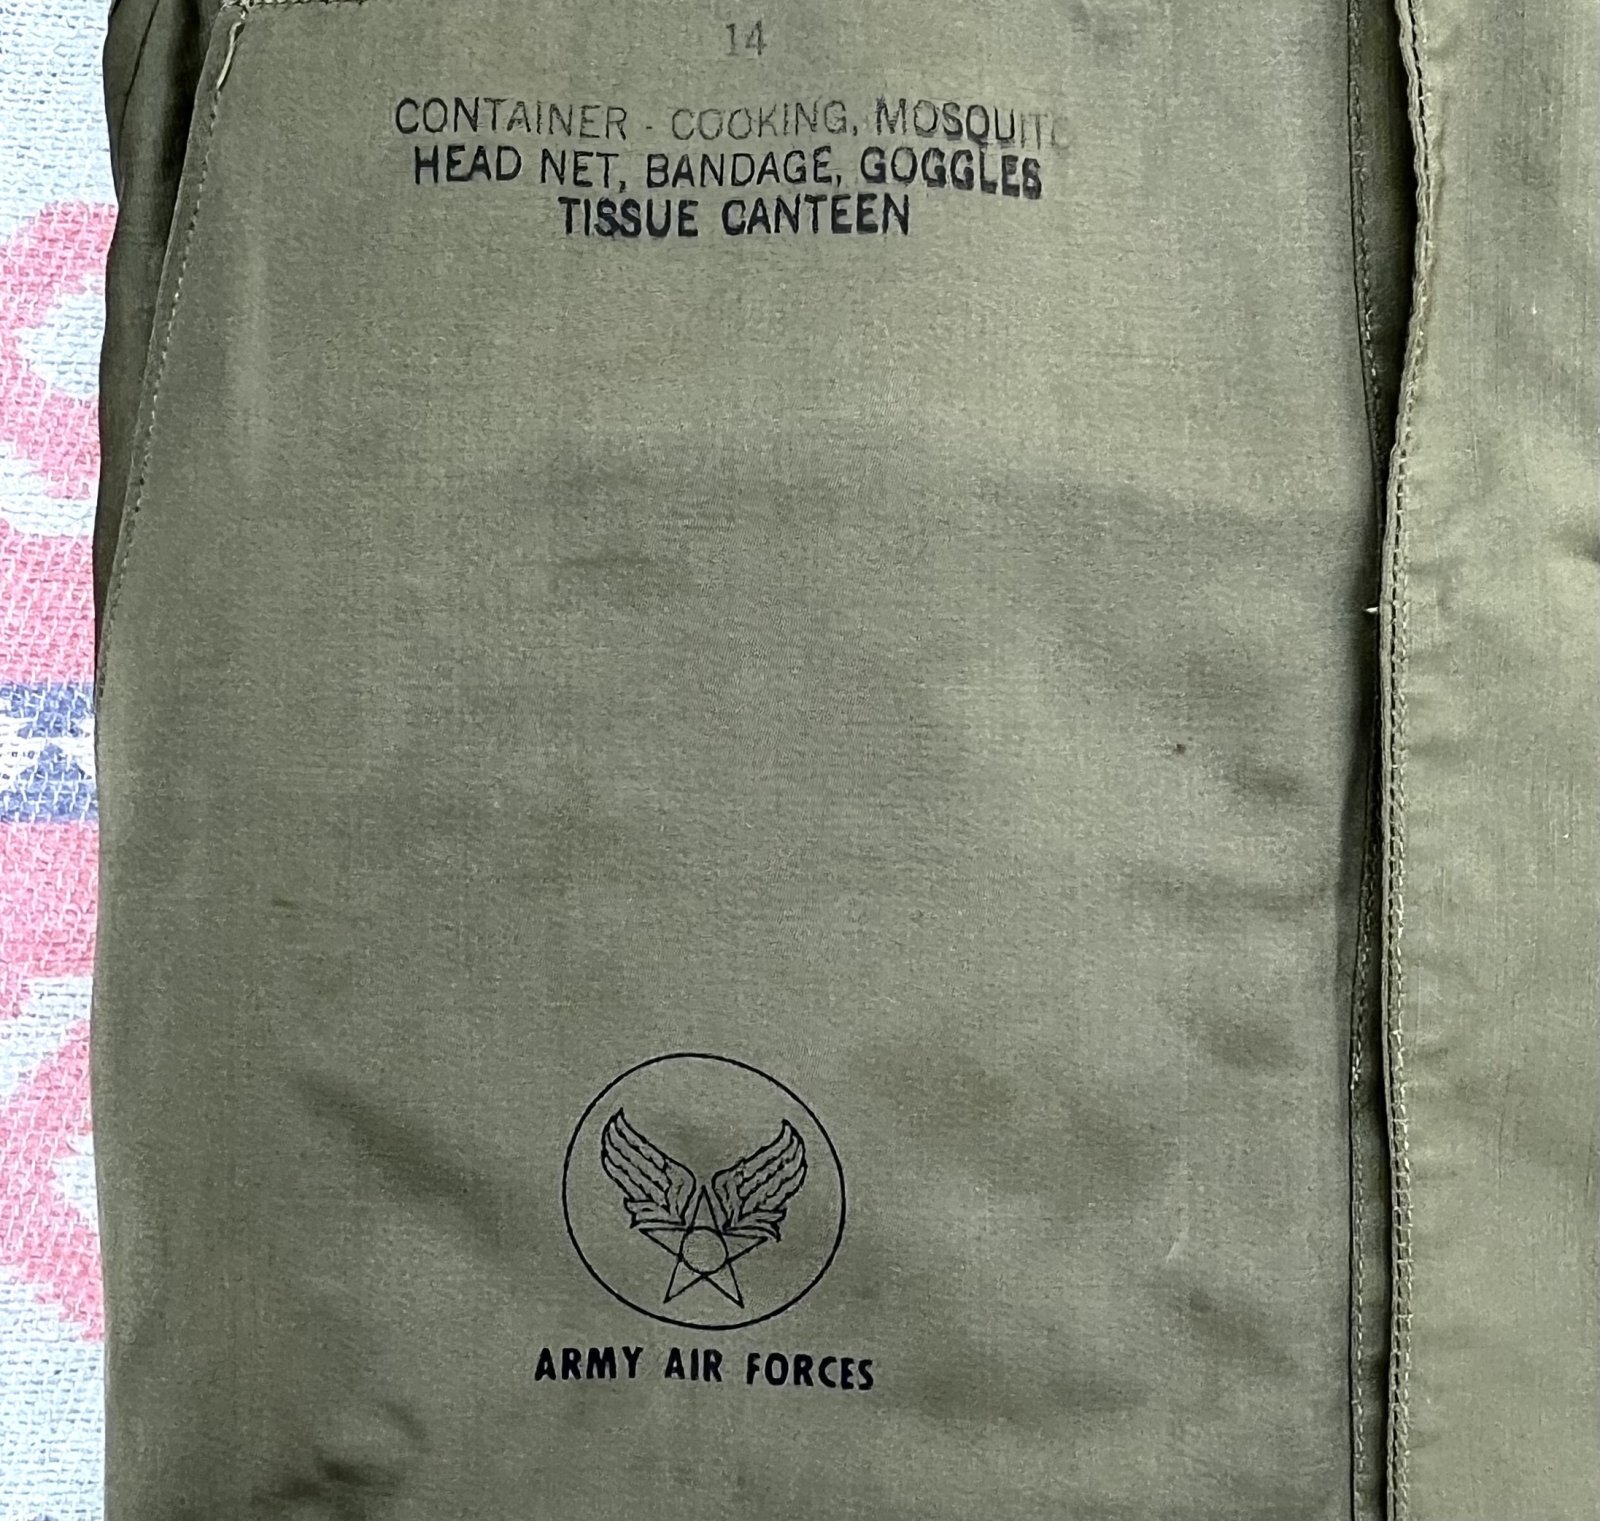 14
CONTAINER - COOKING, MOSQUITO
HEAD NET, BANDAGE, GOGGLES
TISSUE CANTEEN
ARMY AIR FORCES